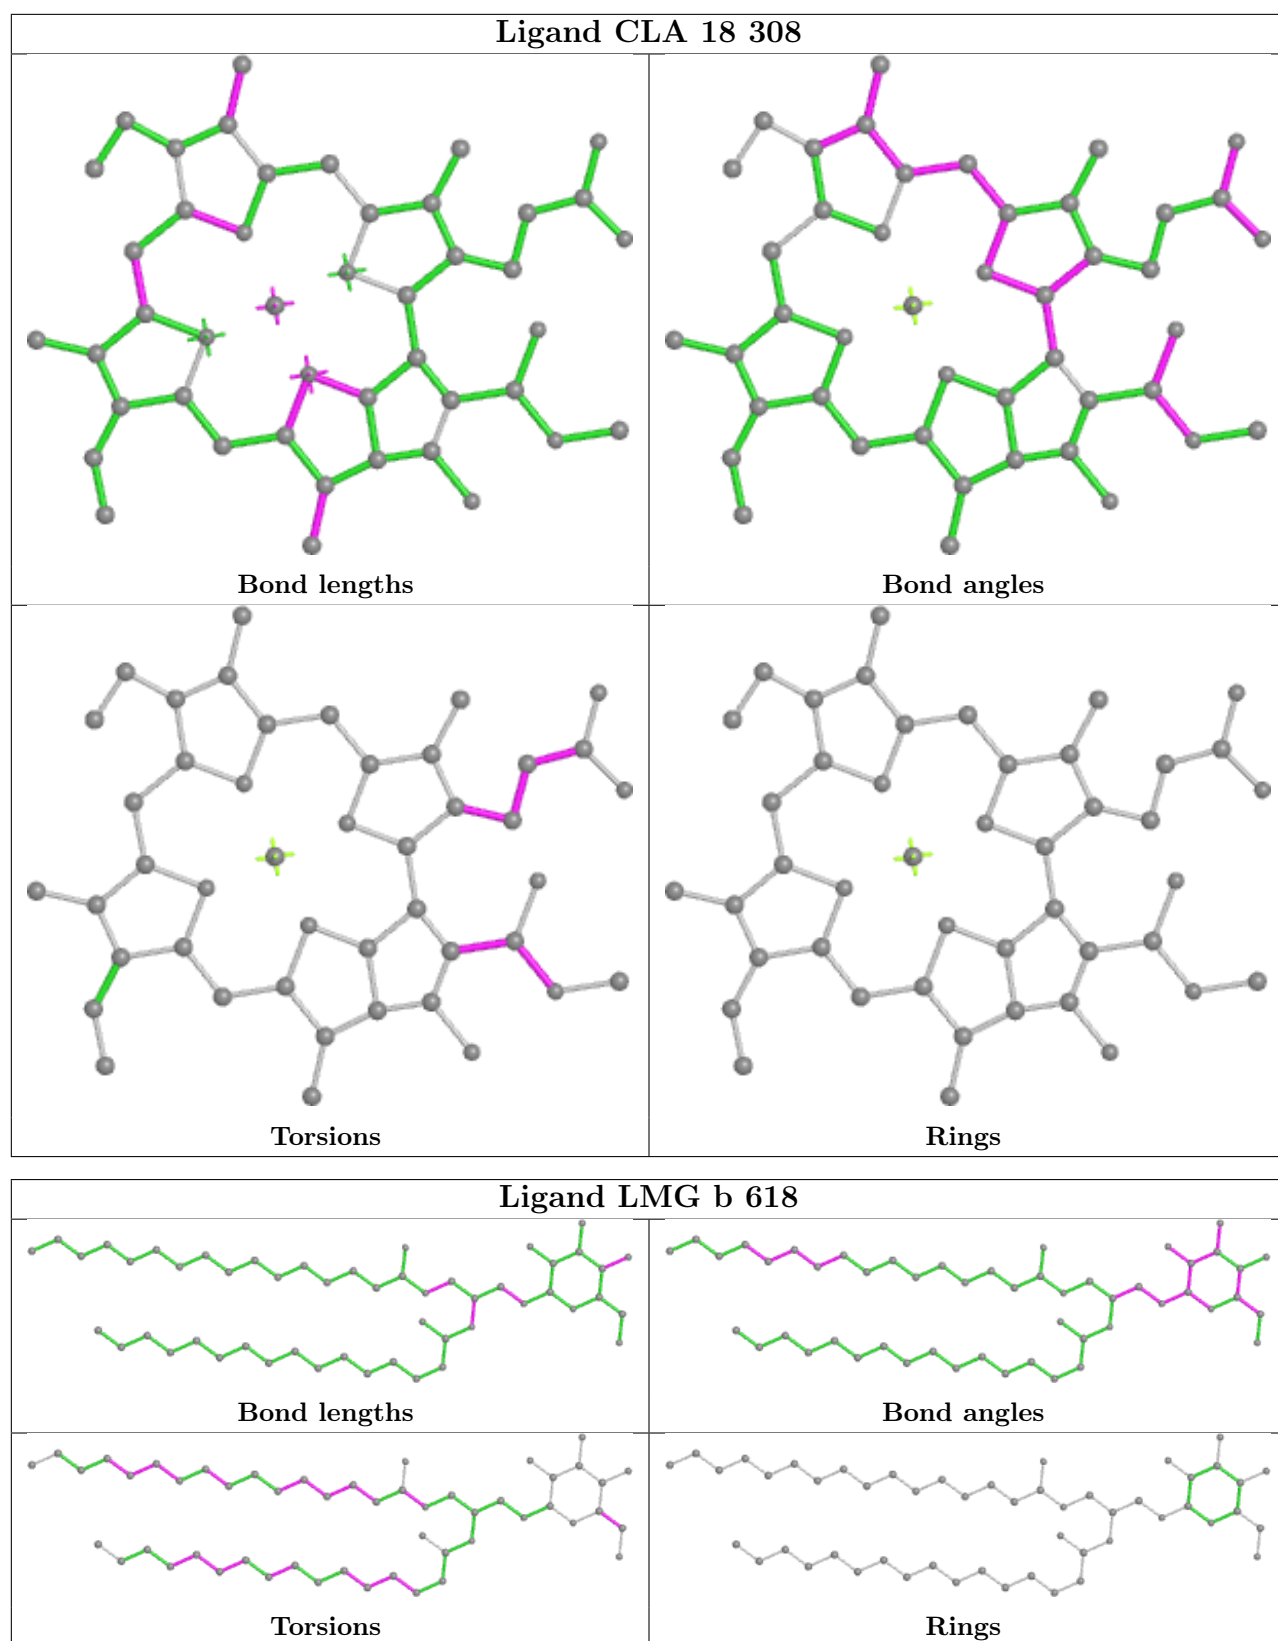 Ligand CLA 18 308
Bond lengths
Bond angles
Torsions
Rings
Ligand LMG b 618
Bond lengths
Bond angles
Torsions
Rings